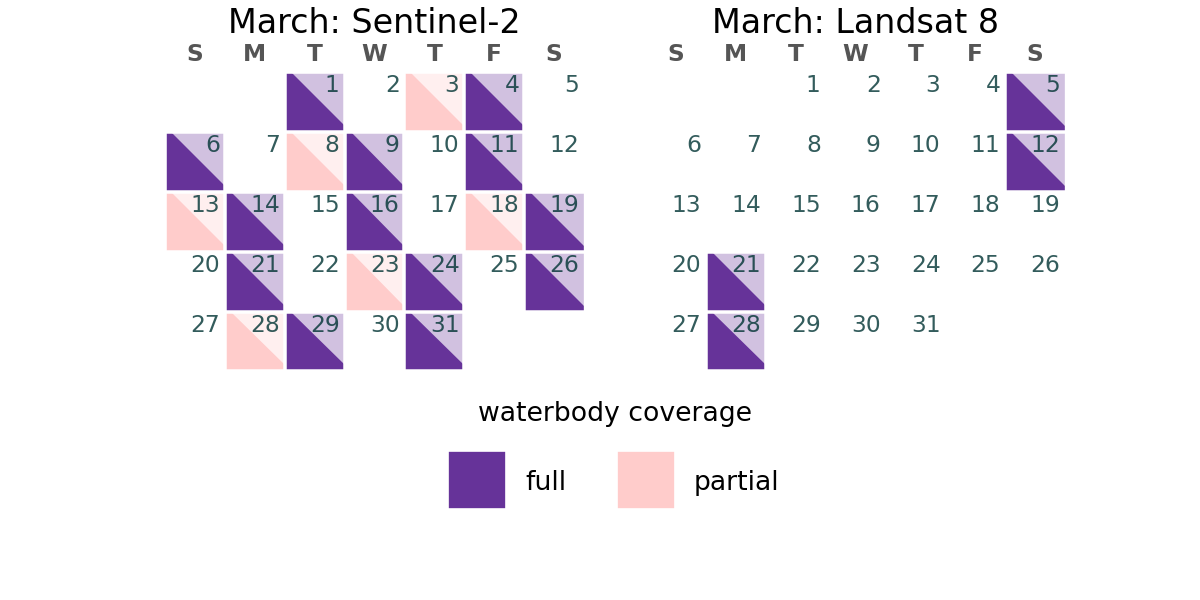 March: Sentinel-2
S M T W T F S
1 2 3 4 5
6 7 8 9 10 11 12
13 14 15 16 17 18 19
20 21 22 23 24 25 26
27 28 29 30 31
March: Landsat 8
S M T W T F S
1 2 3 4 5
6 7 8 9 10 11 12
13 14 15 16 17 18 19
20 21 22 23 24 25 26
27 28 29 30 31
waterbody coverage
full partial